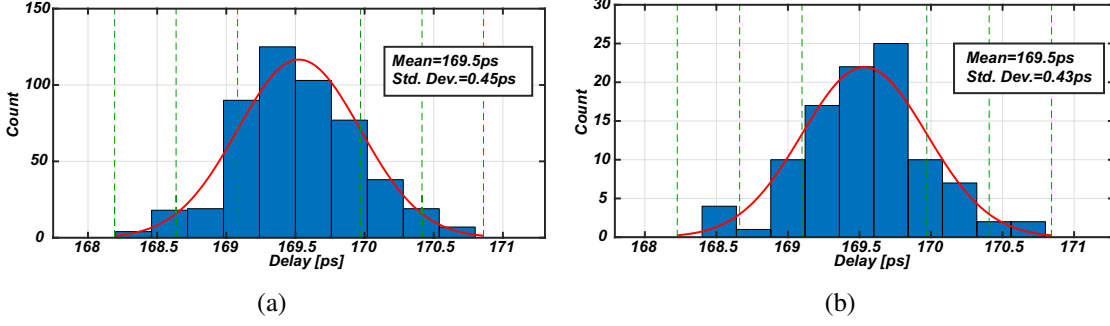 150
100
50
0
Count
Mean=169.5ps
Std. Dev.=0.45ps
168 168.5 169 169.5 170 170.5 171
Delay [ps]
(a)
30
25
20
15
10
5
0
Count
Mean=169.5ps
Std. Dev.=0.43ps
168 168.5 169 169.5 170 170.5 171
Delay [ps]
(b)